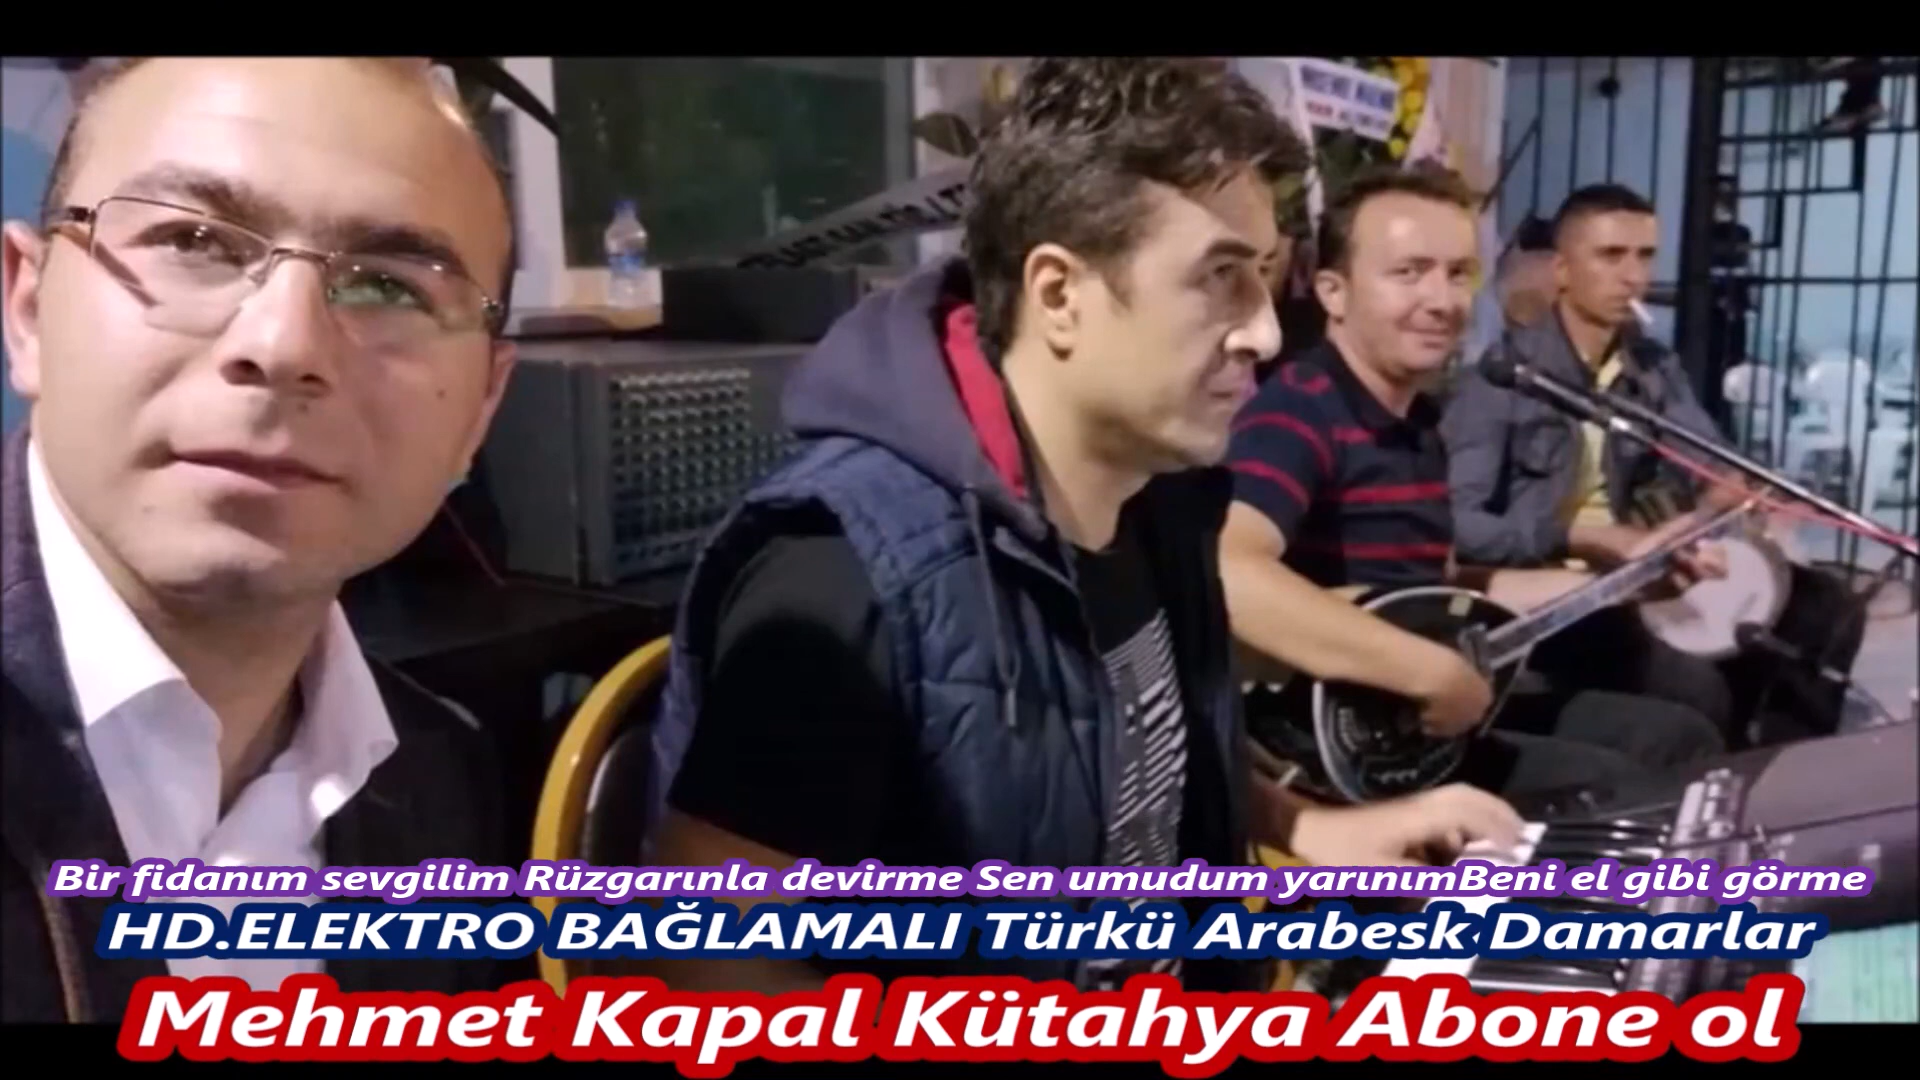 Bir fidanım sevgilim Rüzgarınla devirme Sen umudum yarınımBeni el gibi görme
HD.ELEKTRO BAĞLAMALI Türkü Arabesk Damarlar
Mehmet Kapal Kütahya Abone ol